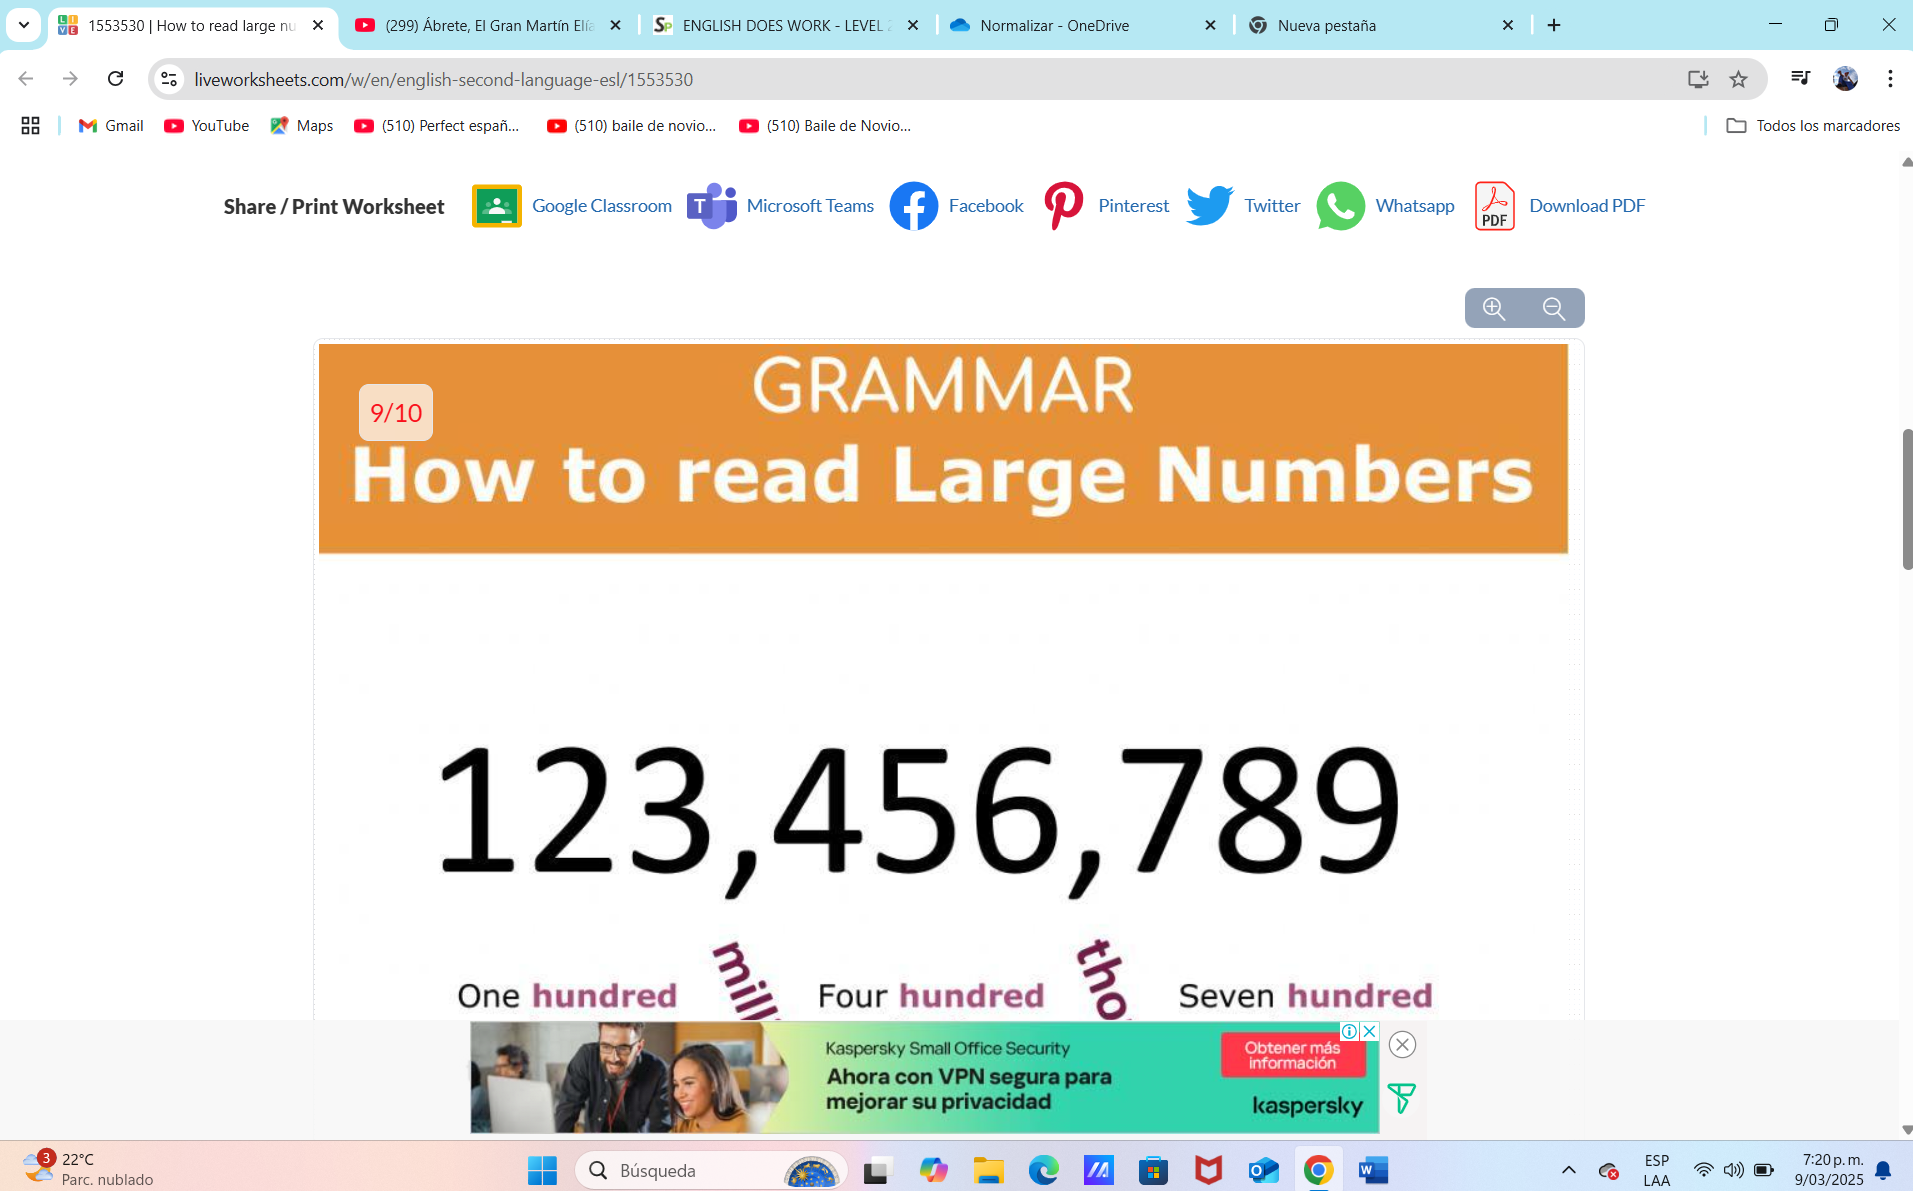 1553530 | How to read large nu
(299) Ábrete, El Gran Martín Elía
ENGLISH DOES WORK - LEVEL 2
Normalizar - OneDrive
Nueva pestaña
liveworksheets.com/w/en/english-second-language-esl/1553530
Gmail
YouTube
Maps
(510) Perfect españ...
(510) baile de novio...
(510) Baile de Novio...
Todos los marcadores
Share / Print Worksheet
Google Classroom
Microsoft Teams
Facebook
Pinterest
Twitter
Whatsapp
PDF
Download PDF
GRAMMAR
9/10
How to read Large Numbers
123,456,789
One hundred
mill
Four hundred
tho
Seven hundred
Kaspersky Small Office Security
Ahora con VPN segura para
mejorar su privacidad
Obtener más
información
kaspersky
3
22°C
Parc. nublado
Búsqueda
ESP
LAA
7:20 p. m.
9/03/2025